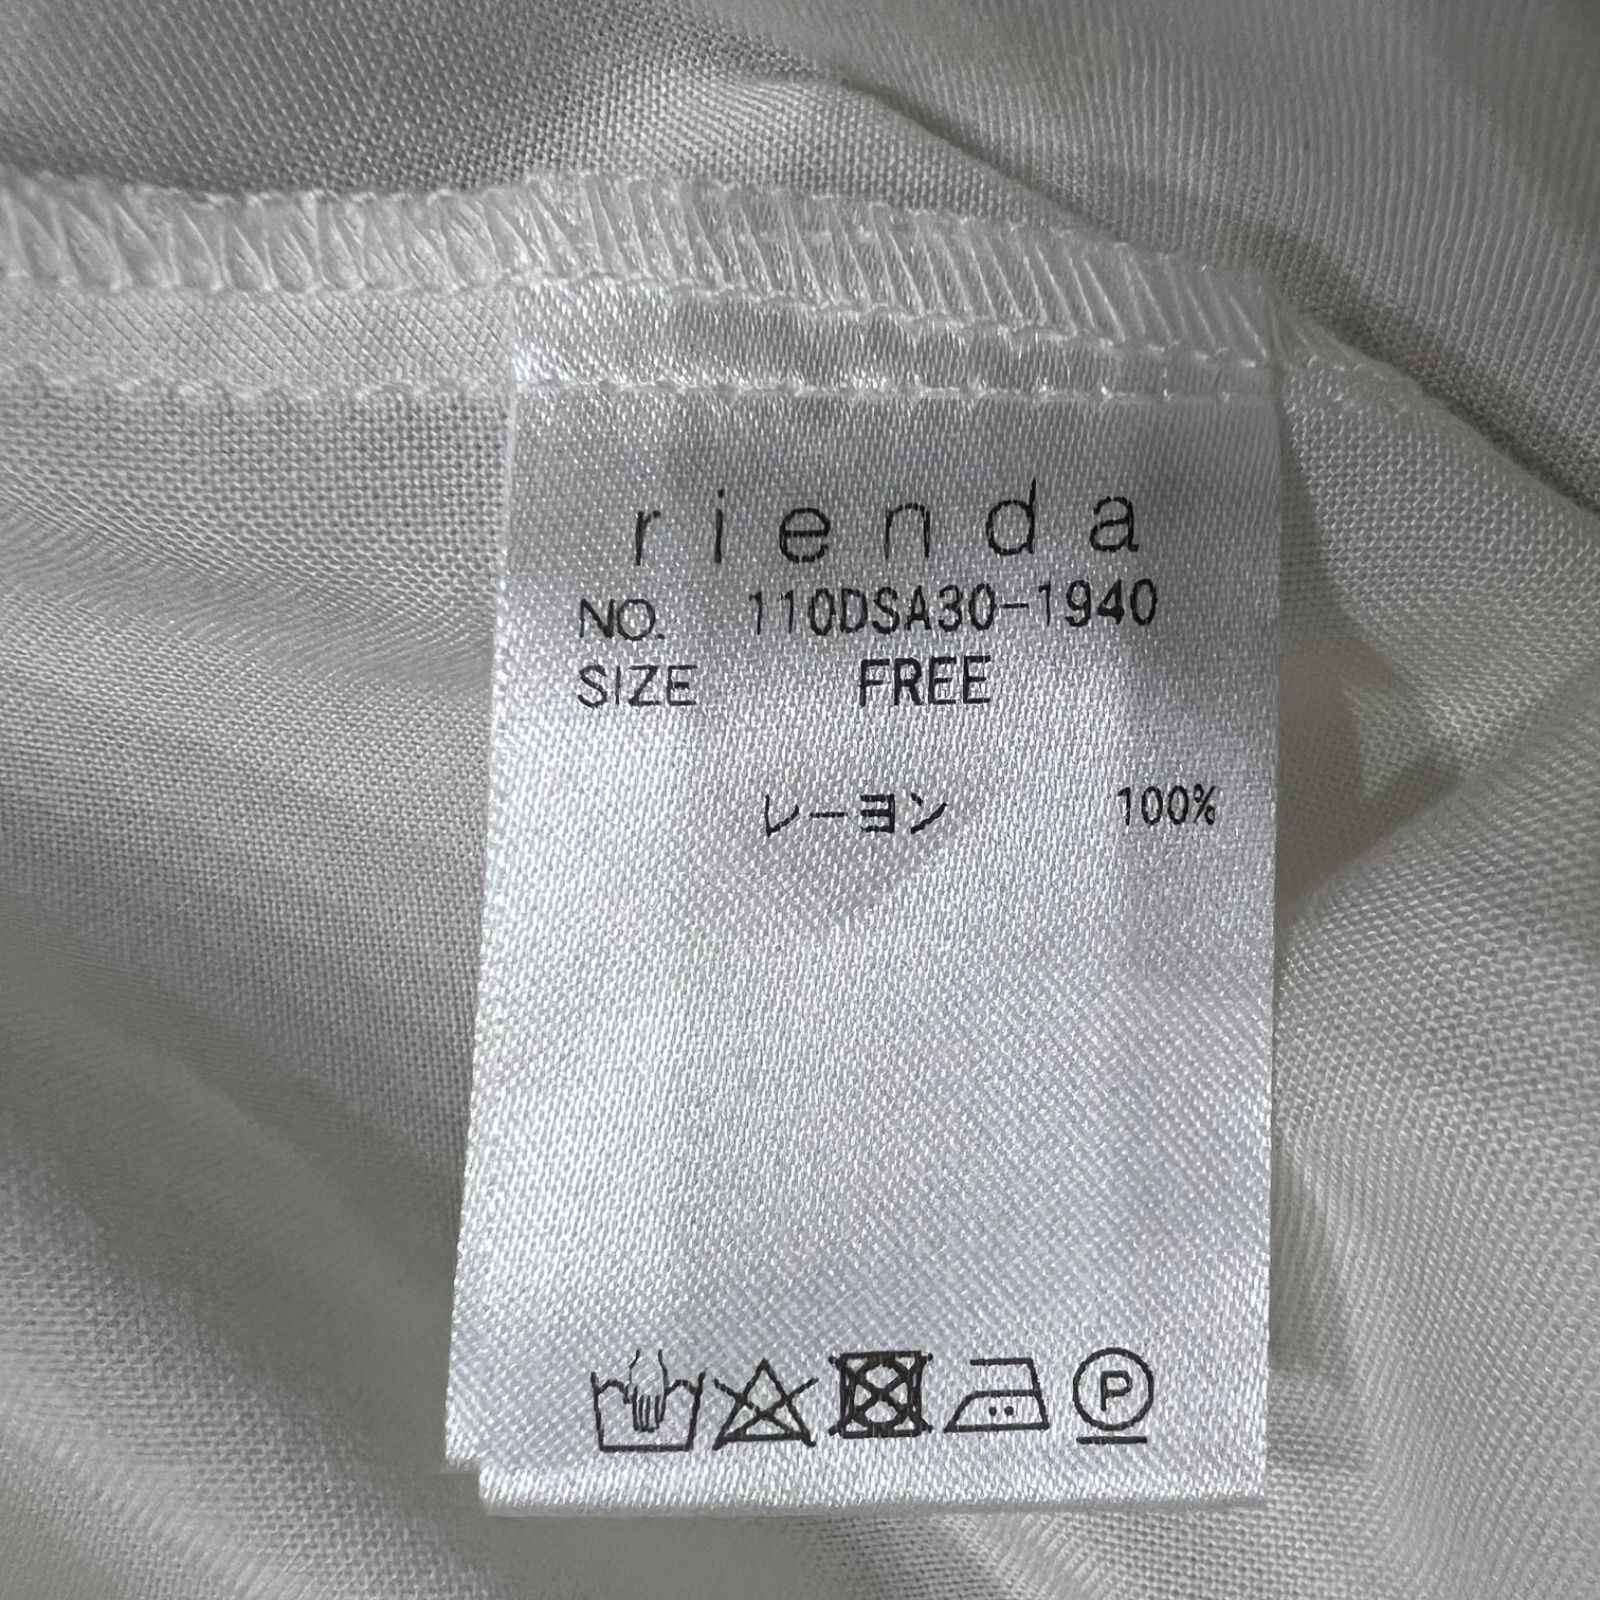 rienda
NO. 110DSA30-1940
SIZE FREE
レーヨン 100%
P